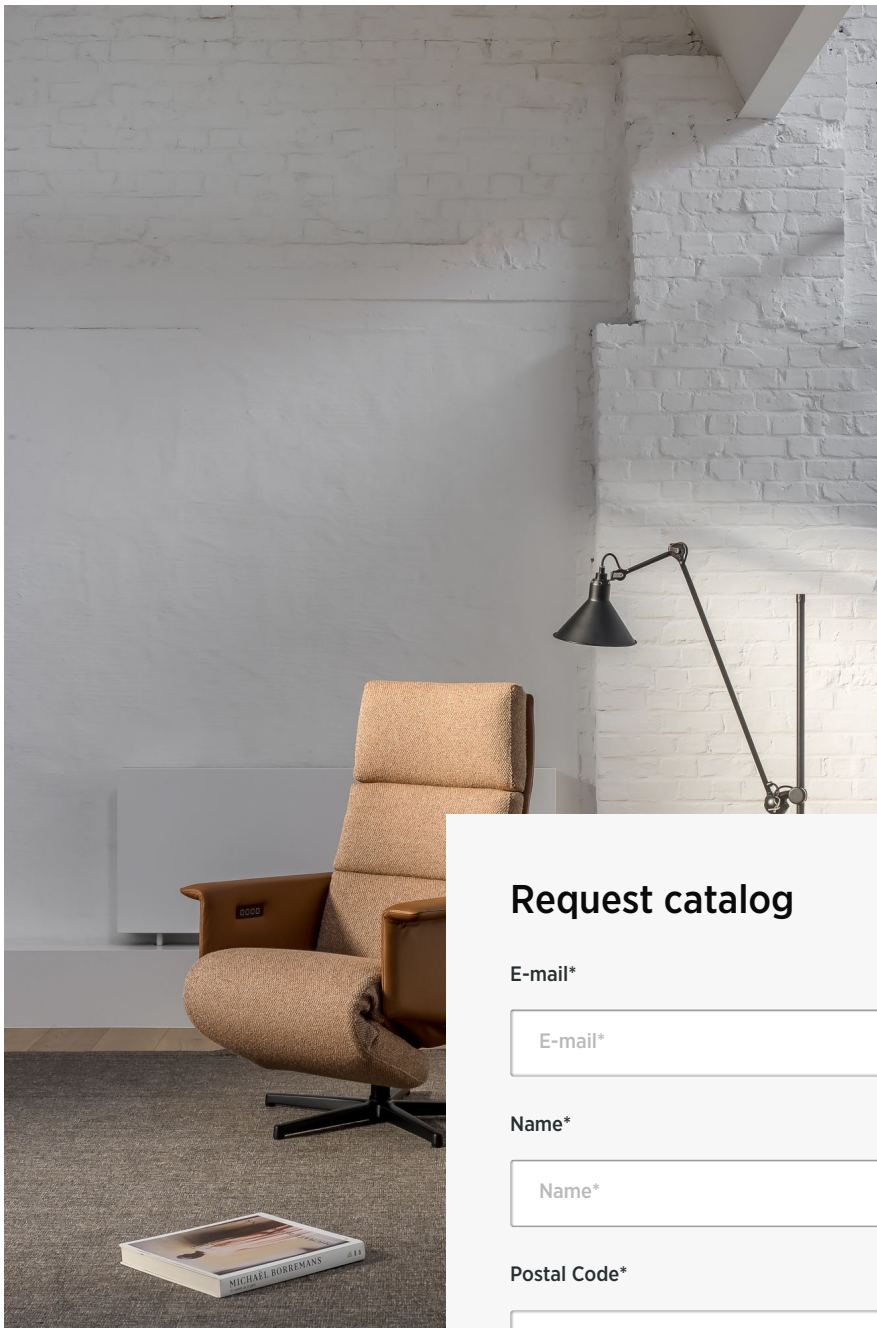 Request catalog
E-mail*
E-mail*
Name*
Name*
Postal Code*
MICHAËL BORREMANS